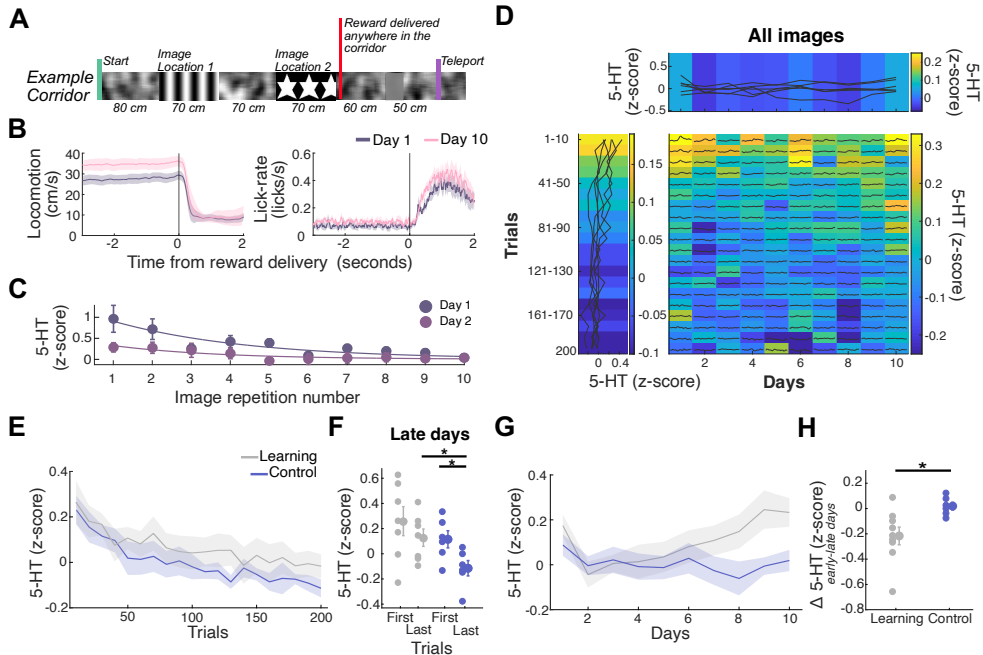 A
Reward delivered
anywhere in the
corridor
Start
Image
Location 1
Image
Location 2
Teleport
Example
Corridor
80 cm
70 cm
70 cm
70 cm
60 cm
50 cm
B
Day 1
Day 10
Locomotion
(cm/s)
40
30
20
10
0
-2
0
2
Lick-rate
(licks/s)
0.6
0.4
0.2
0
-2
0
2
Time from reward delivery (seconds)
C
Day 1
Day 2
5-HT
(z-score)
1
0.5
0
1
2
3
4
5
6
7
8
9
10
Image repetition number
D
All images
5-HT
(z-score)
0.5
0
-0.5
2
4
6
8
10
0.2
0.1
0
5-HT
(z-score)
Trials
1-10
41-50
81-90
121-130
161-170
200
0
0.4
5-HT (z-score)
0.15
0.1
0.05
0
-0.05
-0.1
2
4
6
8
10
Days
0.3
0.2
0.1
0
-0.1
-0.2
5-HT (z-score)
E
Learning
Control
5-HT (z-score)
0.4
0.2
0
-0.2
50
100
150
200
Trials
F
Late days
*
*
5-HT (z-score)
0.6
0.4
0.2
0
-0.2
-0.4
First
Last
First
Last
Trials
G
5-HT (z-score)
0.4
0.2
0
-0.2
2
4
6
8
10
Days
H
*
Δ 5-HT (z-score)
early-late days
0.2
0
-0.2
-0.4
-0.6
-0.8
Learning Control